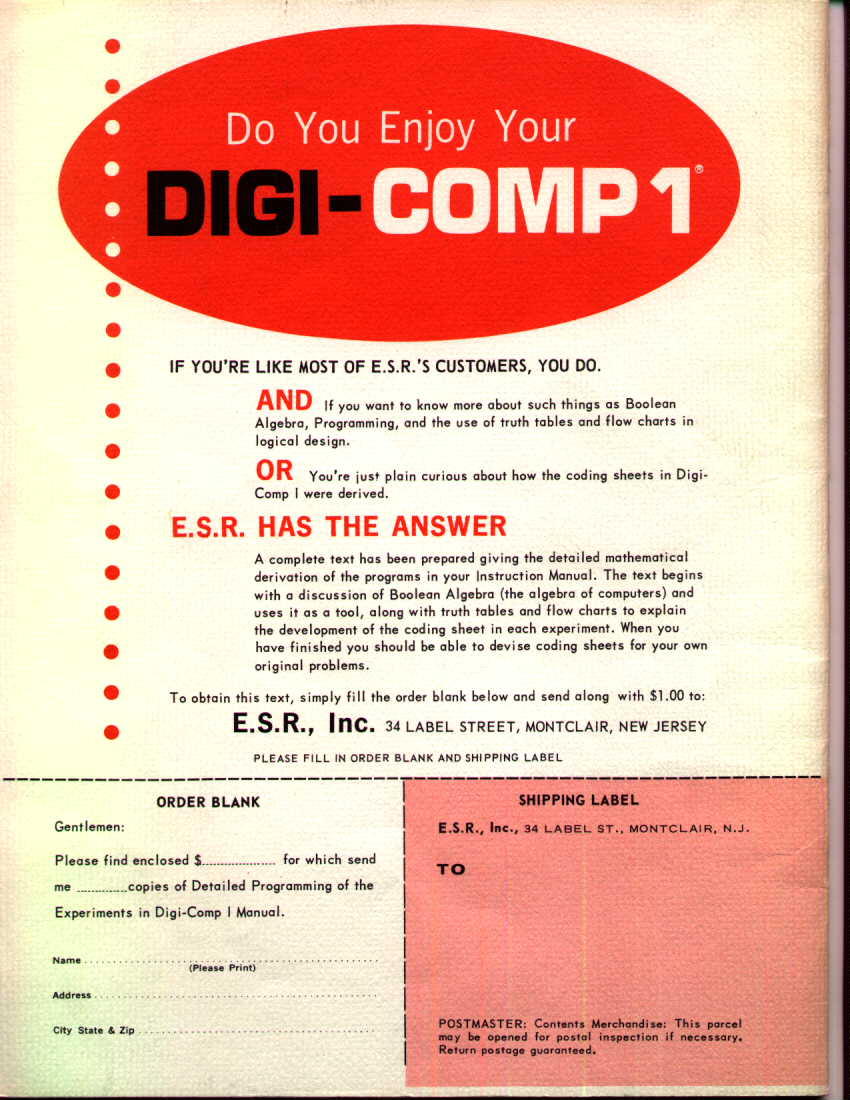 Do You Enjoy Your
DIGI-COMP 1®
IF YOU'RE LIKE MOST OF E.S.R.'S CUSTOMERS, YOU DO.
AND If you want to know more about such things as Boolean
Algebra, Programming, and the use of truth tables and flow charts in
logical design.
OR You're just plain curious about how the coding sheets in Digi-
Comp I were derived.
E.S.R. HAS THE ANSWER
A complete text has been prepared giving the detailed mathematical
derivation of the programs in your Instruction Manual. The text begins
with a discussion of Boolean Algebra (the algebra of computers) and
uses it as a tool, along with truth tables and flow charts to explain
the development of the coding sheet in each experiment. When you
have finished you should be able to devise coding sheets for your own
original problems.
To obtain this text, simply fill the order blank below and send along with $1.00 to:
E.S.R., Inc. 34 LABEL STREET, MONTCLAIR, NEW JERSEY
PLEASE FILL IN ORDER BLANK AND SHIPPING LABEL
ORDER BLANK
Gentlemen:
Please find enclosed $.................... for which send
me ..............copies of Detailed Programming of the
Experiments in Digi-Comp I Manual.
Name ................................................
(Please Print)
Address ................................................
City State & Zip ........................................
SHIPPING LABEL
E.S.R., Inc., 34 LABEL ST., MONTCLAIR, N.J.
TO
POSTMASTER: Contents Merchandise: This parcel
may be opened for postal inspection if necessary.
Return postage guaranteed.